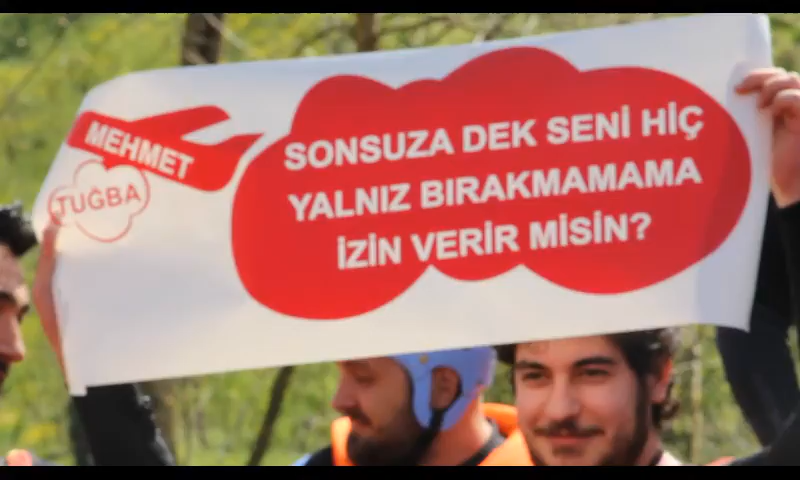 MEHMET
TUĞBA
SONSUZA DEK SENİ HİÇ
YALNIZ BIRAKMAMAMA
İZİN VERİR MİSİN?